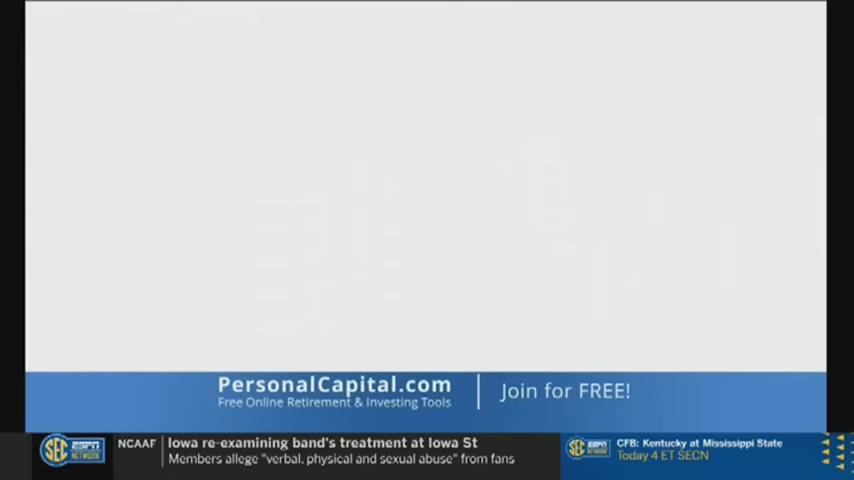 PersonalCapital.com
Free Online Retirement & Investing Tools
Join for FREE!
SEC ESPN NETWORK
NCAAF
Iowa re-examining band's treatment at Iowa St
Members allege "verbal, physical and sexual abuse" from fans
SEC ESPN NETWORK
CFB: Kentucky at Mississippi State
Today 4 ET SECN